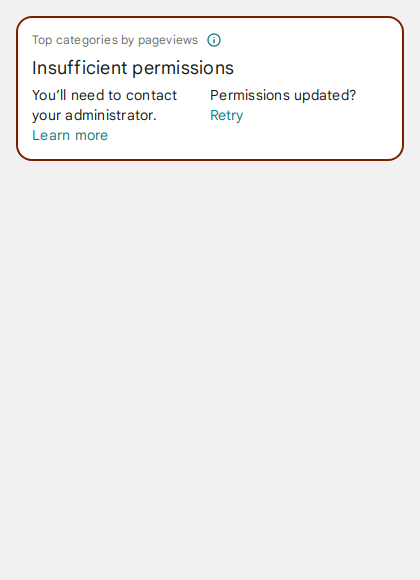 Top categories by pageviews
Insufficient permissions
You’ll need to contact
your administrator.
Learn more
Permissions updated?
Retry